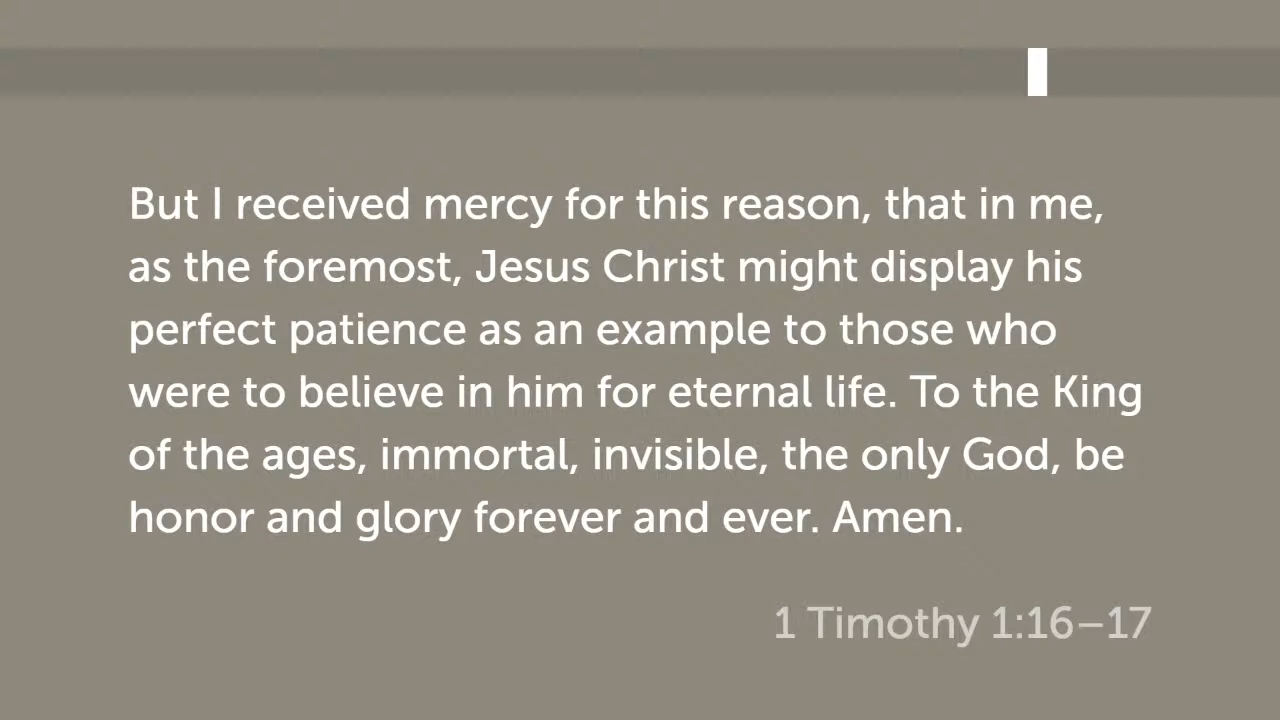 But I received mercy for this reason, that in me,
as the foremost, Jesus Christ might display his
perfect patience as an example to those who
were to believe in him for eternal life. To the King
of the ages, immortal, invisible, the only God, be
honor and glory forever and ever. Amen.
1 Timothy 1:16–17